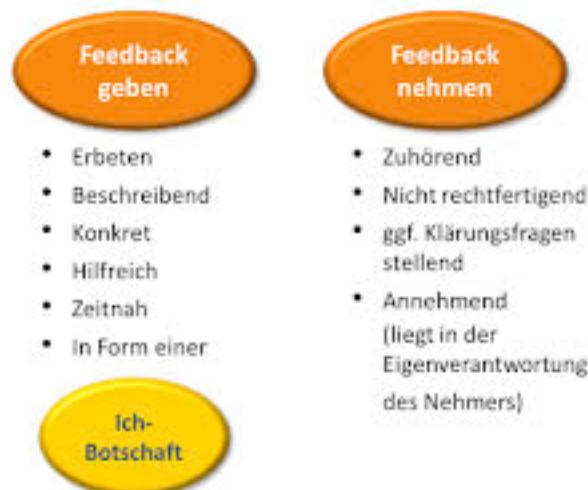 Feedback
geben
• Erbeten
• Beschreibend
• Konkret
• Hilfreich
• Zeitnah
• In Form einer
Ich-
Botschaft
Feedback
nehmen
• Zuhörend
• Nicht rechtfertigend
• ggf. Klärungsfragen
stellend
• Annehmend
(liegt in der
Eigenverantwortung
des Nehmers)